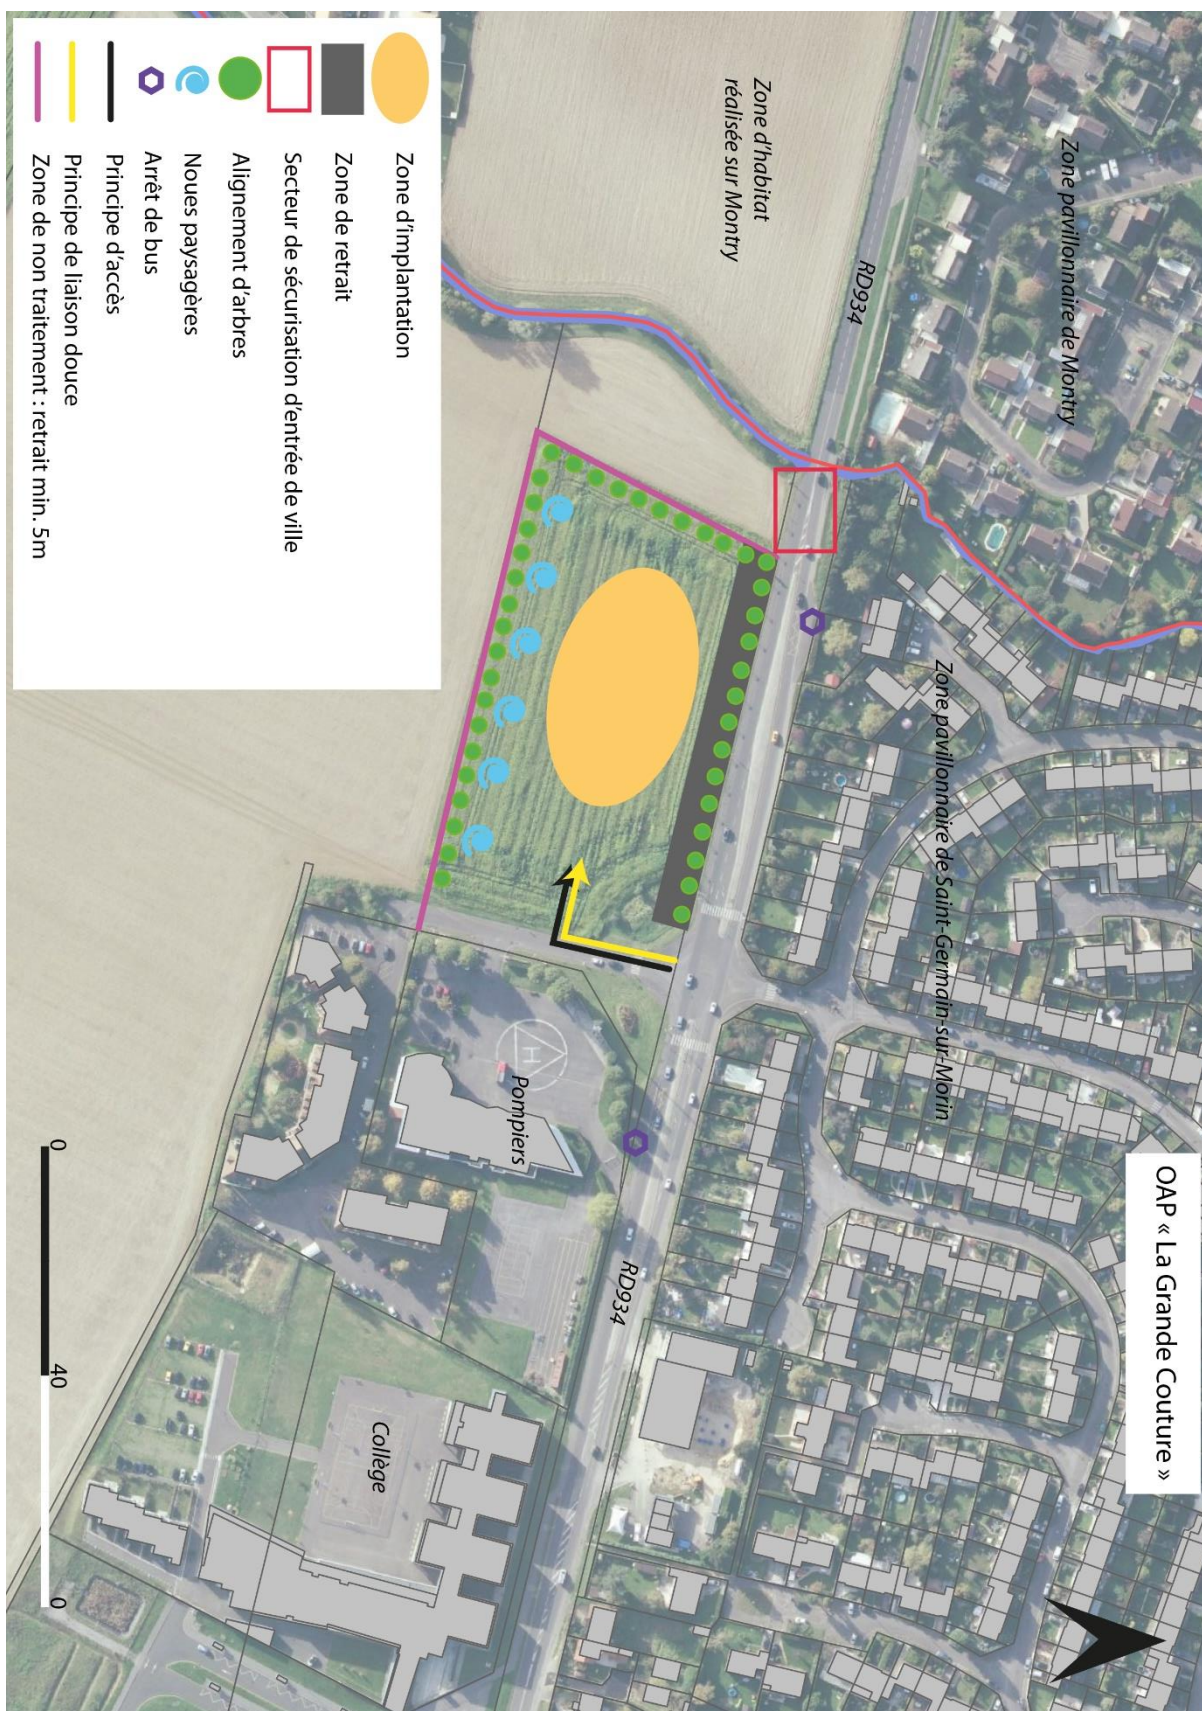 OAP « La Grande Couture »
Zone pavillonnaire de Montry
RD934
Zone d'habitat
réalisée sur Montry
Zone pavillonnaire de Saint-Germain-sur-Morin
Pompiers
H
RD934
Collège
Zone d'implantation
Zone de retrait
Secteur de sécurisation d'entrée de ville
Alignement d'arbres
Noues paysagères
Arrêt de bus
Principe d'accès
Principe de liaison douce
Zone de non traitement : retrait min. 5m
0
40
0